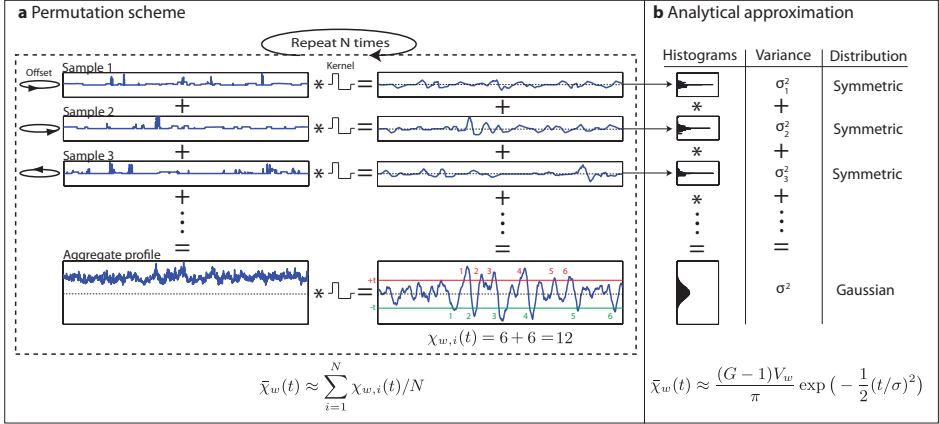 a Permutation scheme
Repeat N times
Offset
Sample 1
Kernel
* =
+ +
Sample 2
* =
+ +
Sample 3
* =
+ +
= =
Aggregate profile
* =
+t
-t
1 2 3 4 5 6
1 2 3 4 5 6
χ_{w,i}(t) = 6 + 6 = 12
χ̄_w(t) ≈ ∑_{i=1}^{N} χ_{w,i}(t)/N
b Analytical approximation
Histograms Variance Distribution
σ²₁ Symmetric
* +
σ²₂ Symmetric
* +
σ²₃ Symmetric
* +
= =
σ² Gaussian
χ̄_w(t) ≈ (G − 1)V_w / π exp ( − 1/2 (t/σ)² )